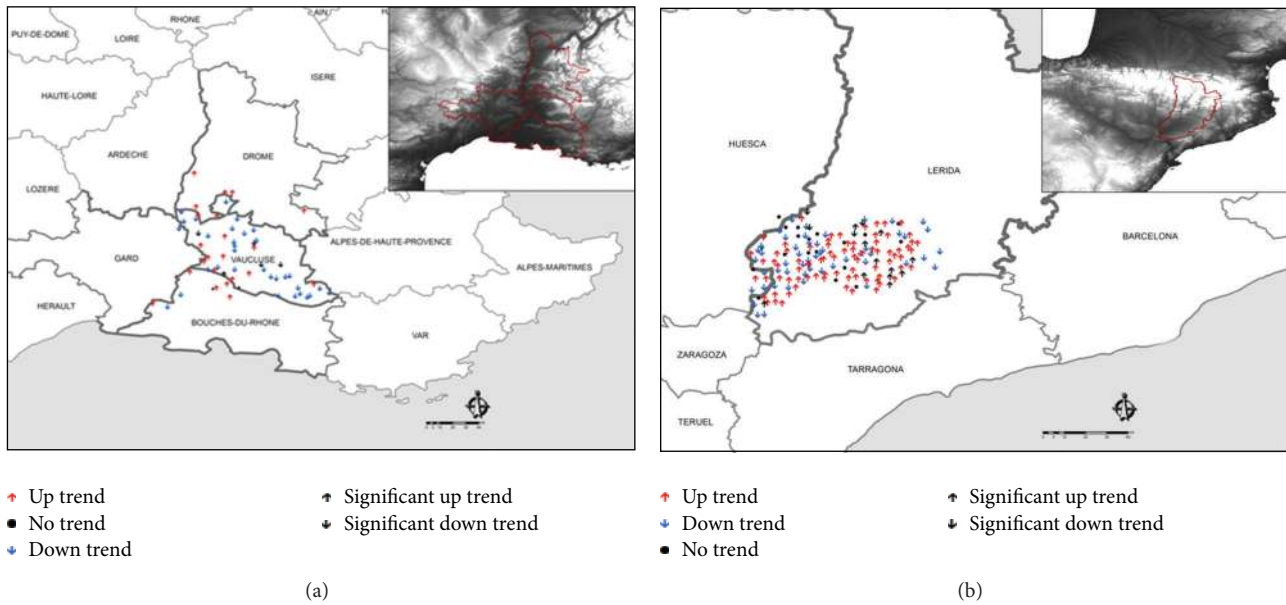 RHONE
AIN
PUY-DE-DOME
LOIRE
ISERE
HAUTE-LOIRE
ARDECHE
DROME
LOZERE
ALPES-DE-HAUTE-PROVENCE
GARD
VAUCLUSE
ALPES-MARITIMES
HERAULT
BOUCHES-DU-RHONE
VAR
Up trend
No trend
Down trend
Significant up trend
Significant down trend
(a)
HUESCA
LERIDA
BARCELONA
ZARAGOZA
TARRAGONA
TERUEL
Up trend
Down trend
No trend
Significant up trend
Significant down trend
(b)